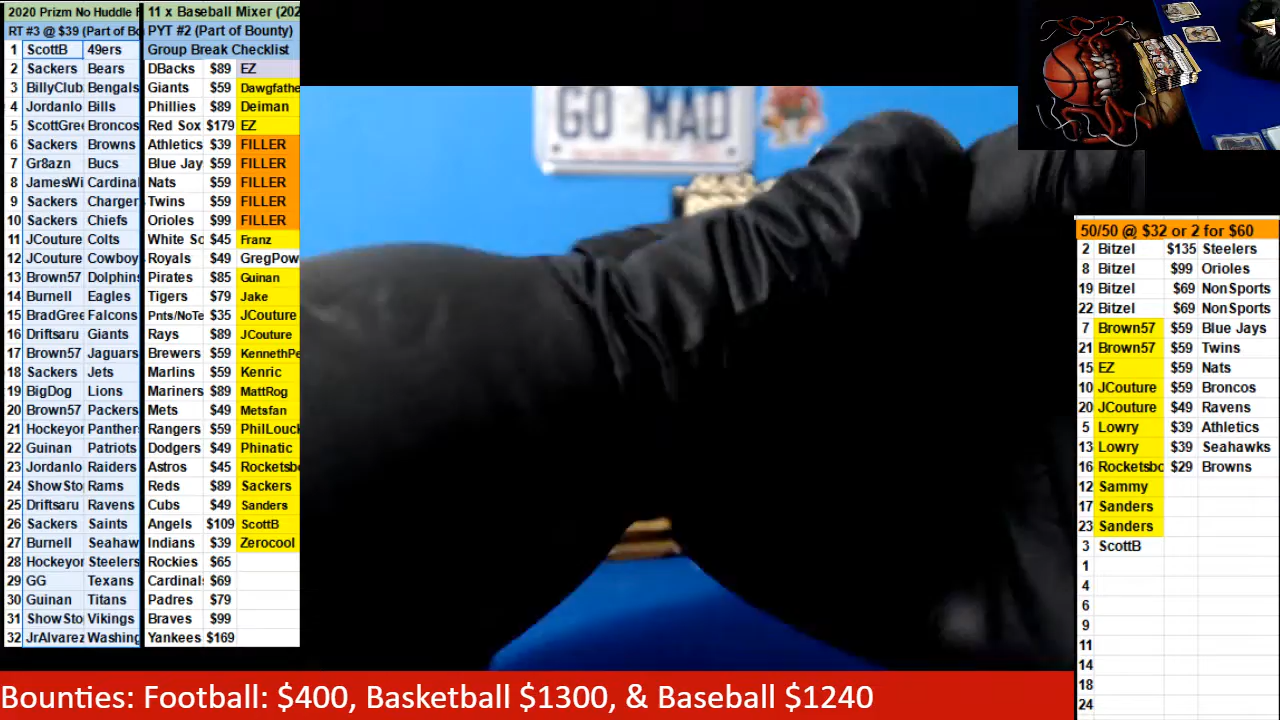 2020 Prizm No Huddle
RT #3 @ $39 (Part of Bo
1 ScottB 49ers
2 Sackers Bears
3 BillyClub Bengals
4 Jordanlo Bills
5 ScottGree Broncos
6 Sackers Browns
7 Gr8azn Bucs
8 JamesWi Cardinal
9 Sackers Charger
10 Sackers Chiefs
11 JCouture Colts
12 JCouture Cowboy
13 Brown57 Dolphin
14 Burnell Eagles
15 BradGree Falcons
16 Driftsaru Giants
17 Brown57 Jaguars
18 Sackers Jets
19 BigDog Lions
20 Brown57 Packers
21 Hockeyor Panther
22 Guinan Patriots
23 Jordanlo Raiders
24 ShowSto Rams
25 Driftsaru Ravens
26 Sackers Saints
27 Burnell Seahaw
28 Hockeyor Steelers
29 GG Texans
30 Guinan Titans
31 ShowSto Vikings
32 JrAlvarez Washing
11 x Baseball Mixer (202
PYT #2 (Part of Bounty)
Group Break Checklist
DBacks $89 EZ
Giants $59 Dawgfathe
Phillies $89 Deiman
Red Sox $179 EZ
Athletics $39 FILLER
Blue Jay $59 FILLER
Nats $59 FILLER
Twins $59 FILLER
Orioles $99 FILLER
White So $45 Franz
Royals $49 GregPow
Pirates $85 Guinan
Tigers $79 Jake
Pnts/NoTe $35 JCouture
Rays $89 JCouture
Brewers $59 KennethPe
Marlins $59 Kenric
Mariners $89 MattRog
Mets $49 Metsfan
Rangers $59 PhilLouck
Dodgers $49 Phinatic
Astros $45 Rocketsbo
Reds $89 Sackers
Cubs $49 Sanders
Angels $109 ScottB
Indians $39 Zerocool
Rockies $65
Cardinals $69
Padres $79
Braves $99
Yankees $169
GO MAD
50/50 @ $32 or 2 for $60
2 Bitzel $135 Steelers
8 Bitzel $99 Orioles
19 Bitzel $69 NonSports
22 Bitzel $69 NonSports
7 Brown57 $59 Blue Jays
21 Brown57 $59 Twins
15 EZ $59 Nats
10 JCouture $59 Broncos
20 JCouture $49 Ravens
5 Lowry $39 Athletics
13 Lowry $39 Seahawks
16 Rocketsbo $29 Browns
12 Sammy
17 Sanders
23 Sanders
3 ScottB
1
4
6
9
11
14
18
24
Bounties: Football: $400, Basketball $1300, & Baseball $1240